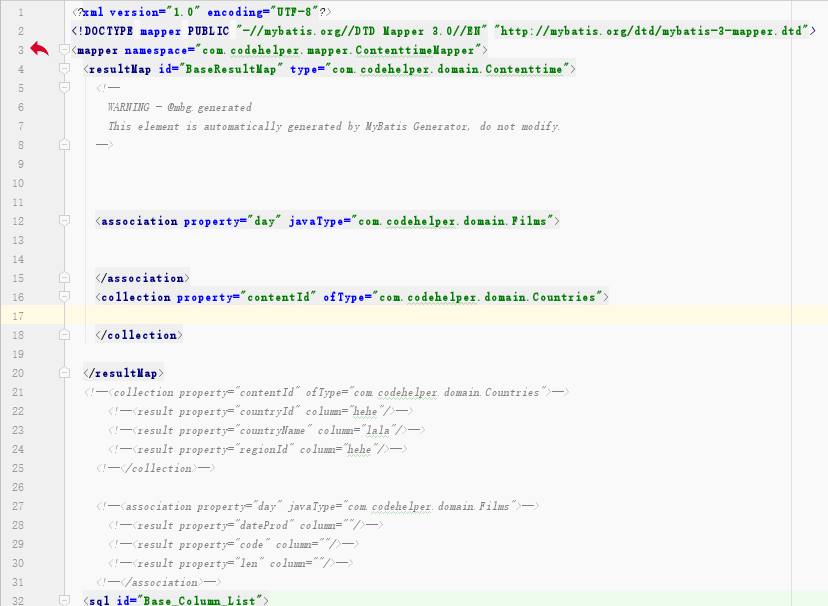 1 <?xml version="1.0" encoding="UTF-8"?>
2 <!DOCTYPE mapper PUBLIC "-//mybatis.org//DTD Mapper 3.0//EN" "http://mybatis.org/dtd/mybatis-3-mapper.dtd">
3 <mapper namespace="com.codehelper.mapper.ContenttimeMapper">
4 <resultMap id="BaseResultMap" type="com.codehelper.domain.Contenttime">
5 <!--
6 WARNING - @mbg.generated
7 This element is automatically generated by MyBatis Generator, do not modify.
8 -->
9
10
11
12 <association property="day" javaType="com.codehelper.domain.Films">
13
14
15 </association>
16 <collection property="contentId" ofType="com.codehelper.domain.Countries">
17
18 </collection>
19
20 </resultMap>
21 <!--<collection property="contentId" ofType="com.codehelper.domain.Countries">-->
22 <!--<result property="countryId" column="hehe"/>-->
23 <!--<result property="countryName" column="lala"/>-->
24 <!--<result property="regionId" column="hehe"/>-->
25 <!--</collection>-->
26
27 <!--<association property="day" javaType="com.codehelper.domain.Films">-->
28 <!--<result property="dateProd" column=""/>-->
29 <!--<result property="code" column=""/>-->
30 <!--<result property="len" column=""/>-->
31 <!--</association>-->
32 <sql id="Base_Column_List">